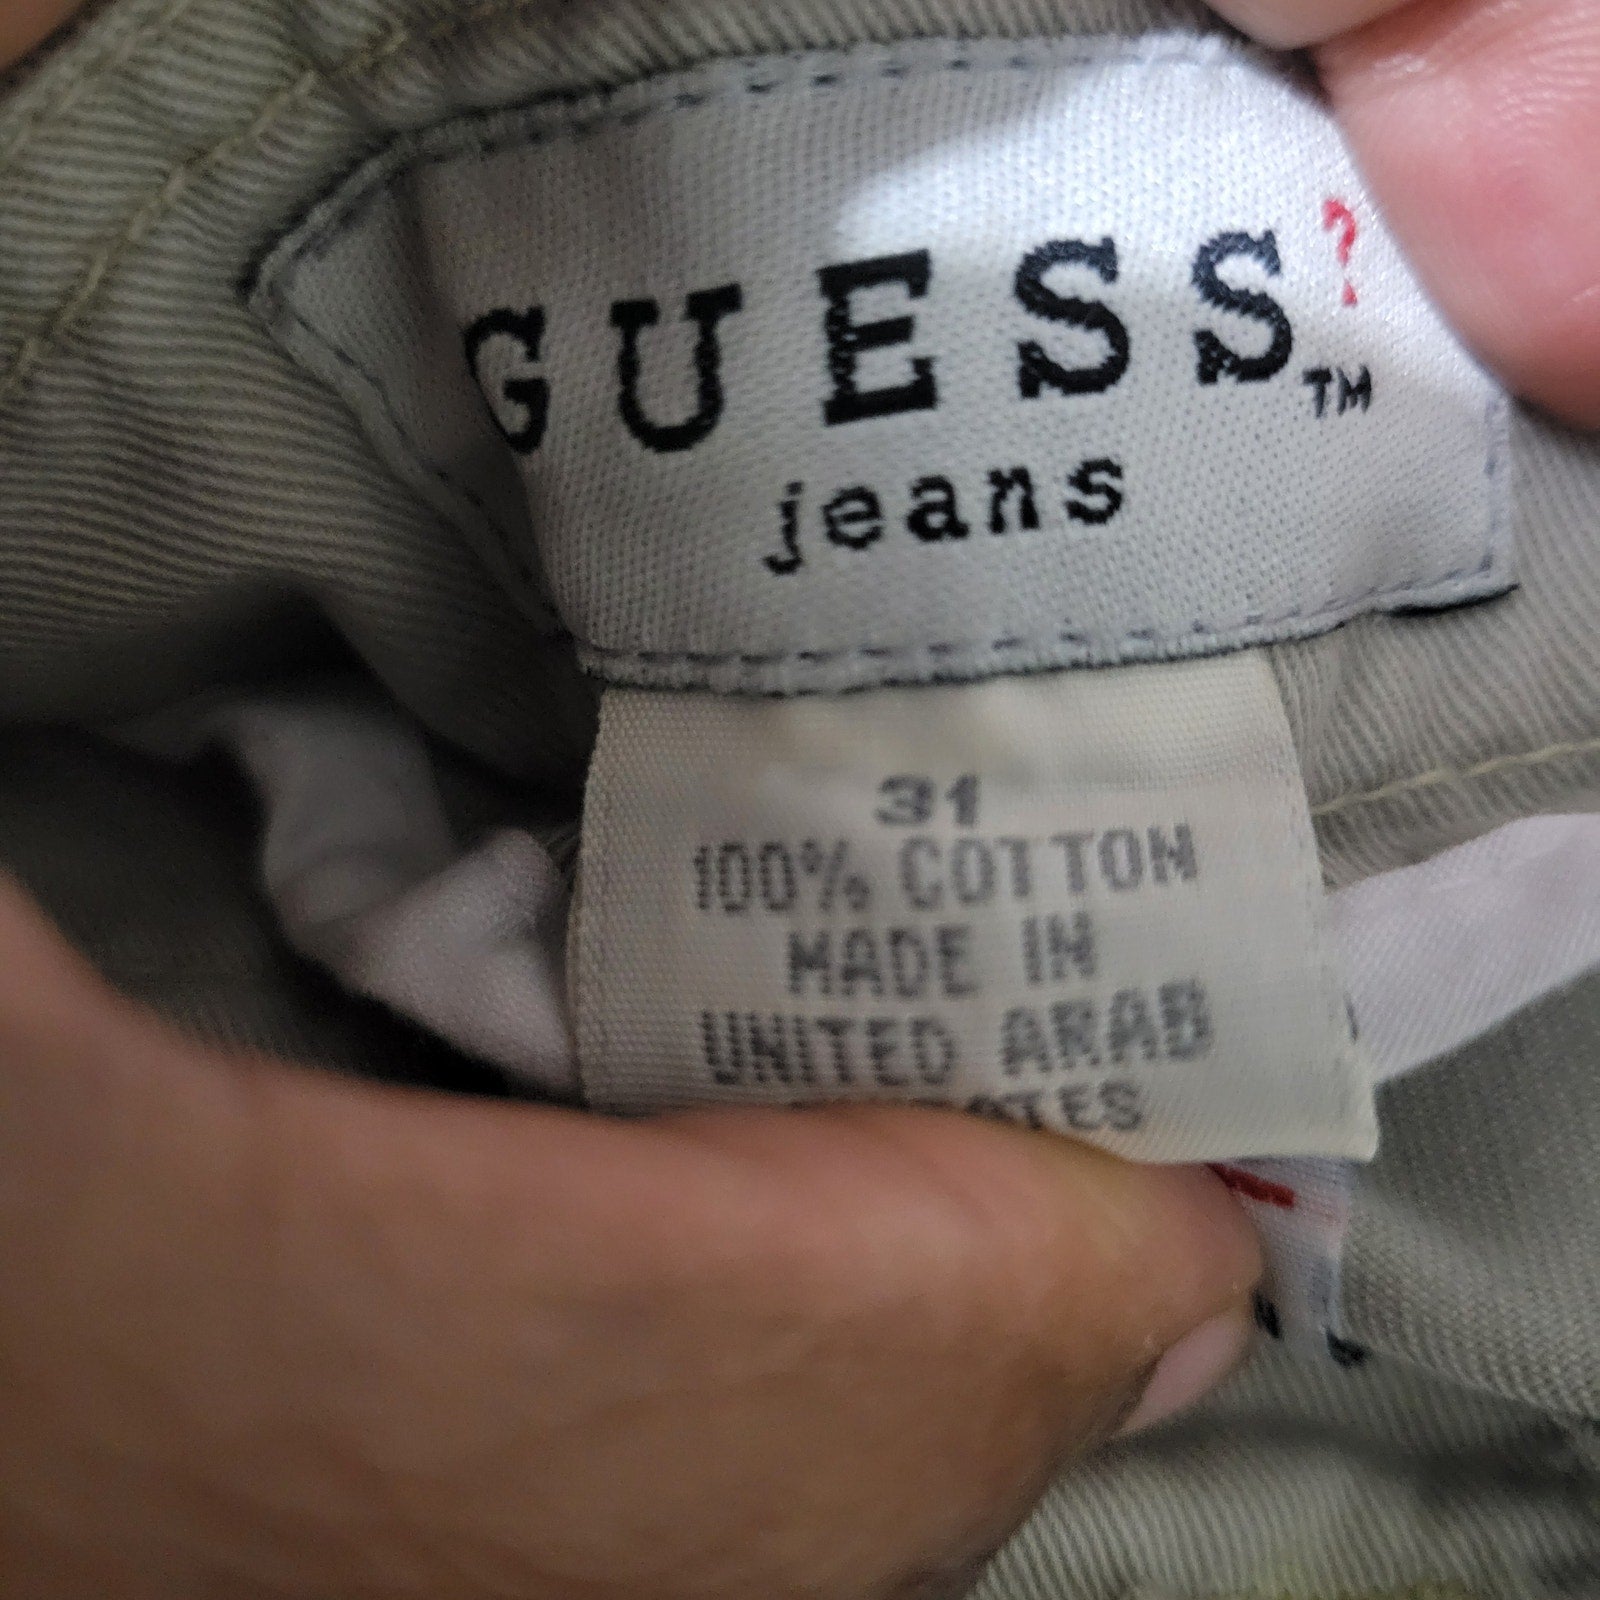 GUESS?™
jeans
31
100% COTTON
MADE IN
UNITED ARAB